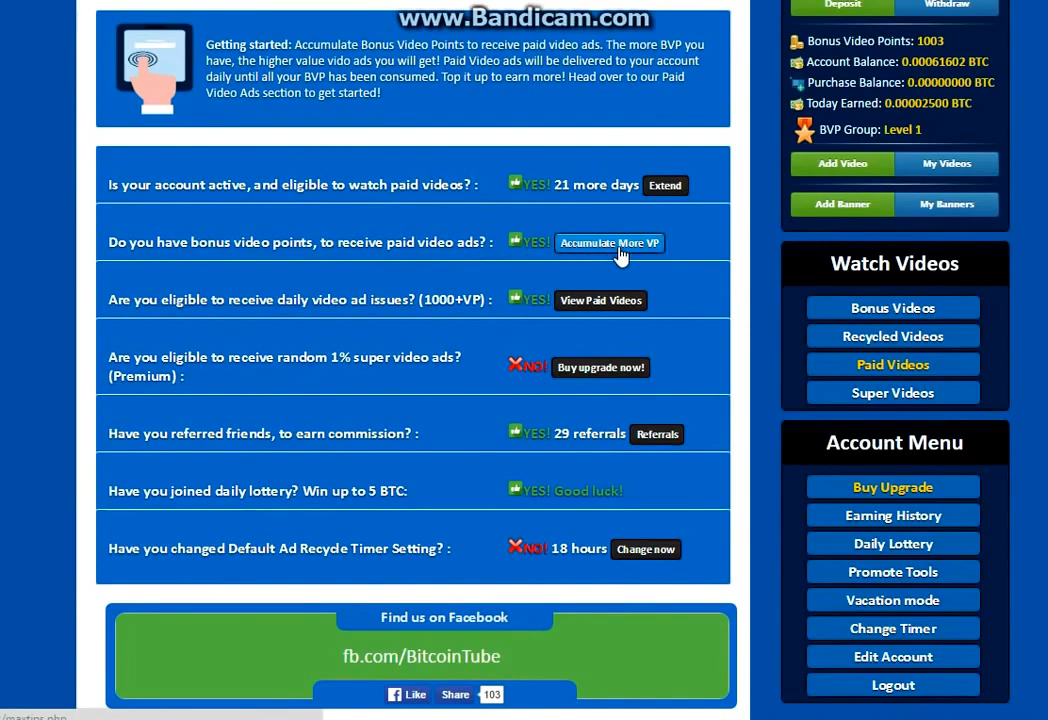 www.Bandicam.com
Getting started: Accumulate Bonus Video Points to receive paid video ads. The more BVP you
have, the higher value vido ads you will get! Paid Video ads will be delivered to your account
daily until all your BVP has been consumed. Top it up to earn more! Head over to our Paid
Video Ads section to get started!
Is your account active, and eligible to watch paid videos? : YES! 21 more days Extend
Do you have bonus video points, to receive paid video ads? : YES! Accumulate More VP
Are you eligible to receive daily video ad issues? (1000+VP) : YES! View Paid Videos
Are you eligible to receive random 1% super video ads?
(Premium) : NO! Buy upgrade now!
Have you referred friends, to earn commission? : YES! 29 referrals Referrals
Have you joined daily lottery? Win up to 5 BTC: YES! Good luck!
Have you changed Default Ad Recycle Timer Setting? : NO! 18 hours Change now
Find us on Facebook
fb.com/BitcoinTube
Like Share 103
Deposit Withdraw
Bonus Video Points: 1003
Account Balance: 0.00061602 BTC
Purchase Balance: 0.00000000 BTC
Today Earned: 0.00002500 BTC
BVP Group: Level 1
Add Video My Videos
Add Banner My Banners
Watch Videos
Bonus Videos
Recycled Videos
Paid Videos
Super Videos
Account Menu
Buy Upgrade
Earning History
Daily Lottery
Promote Tools
Vacation mode
Change Timer
Edit Account
Logout